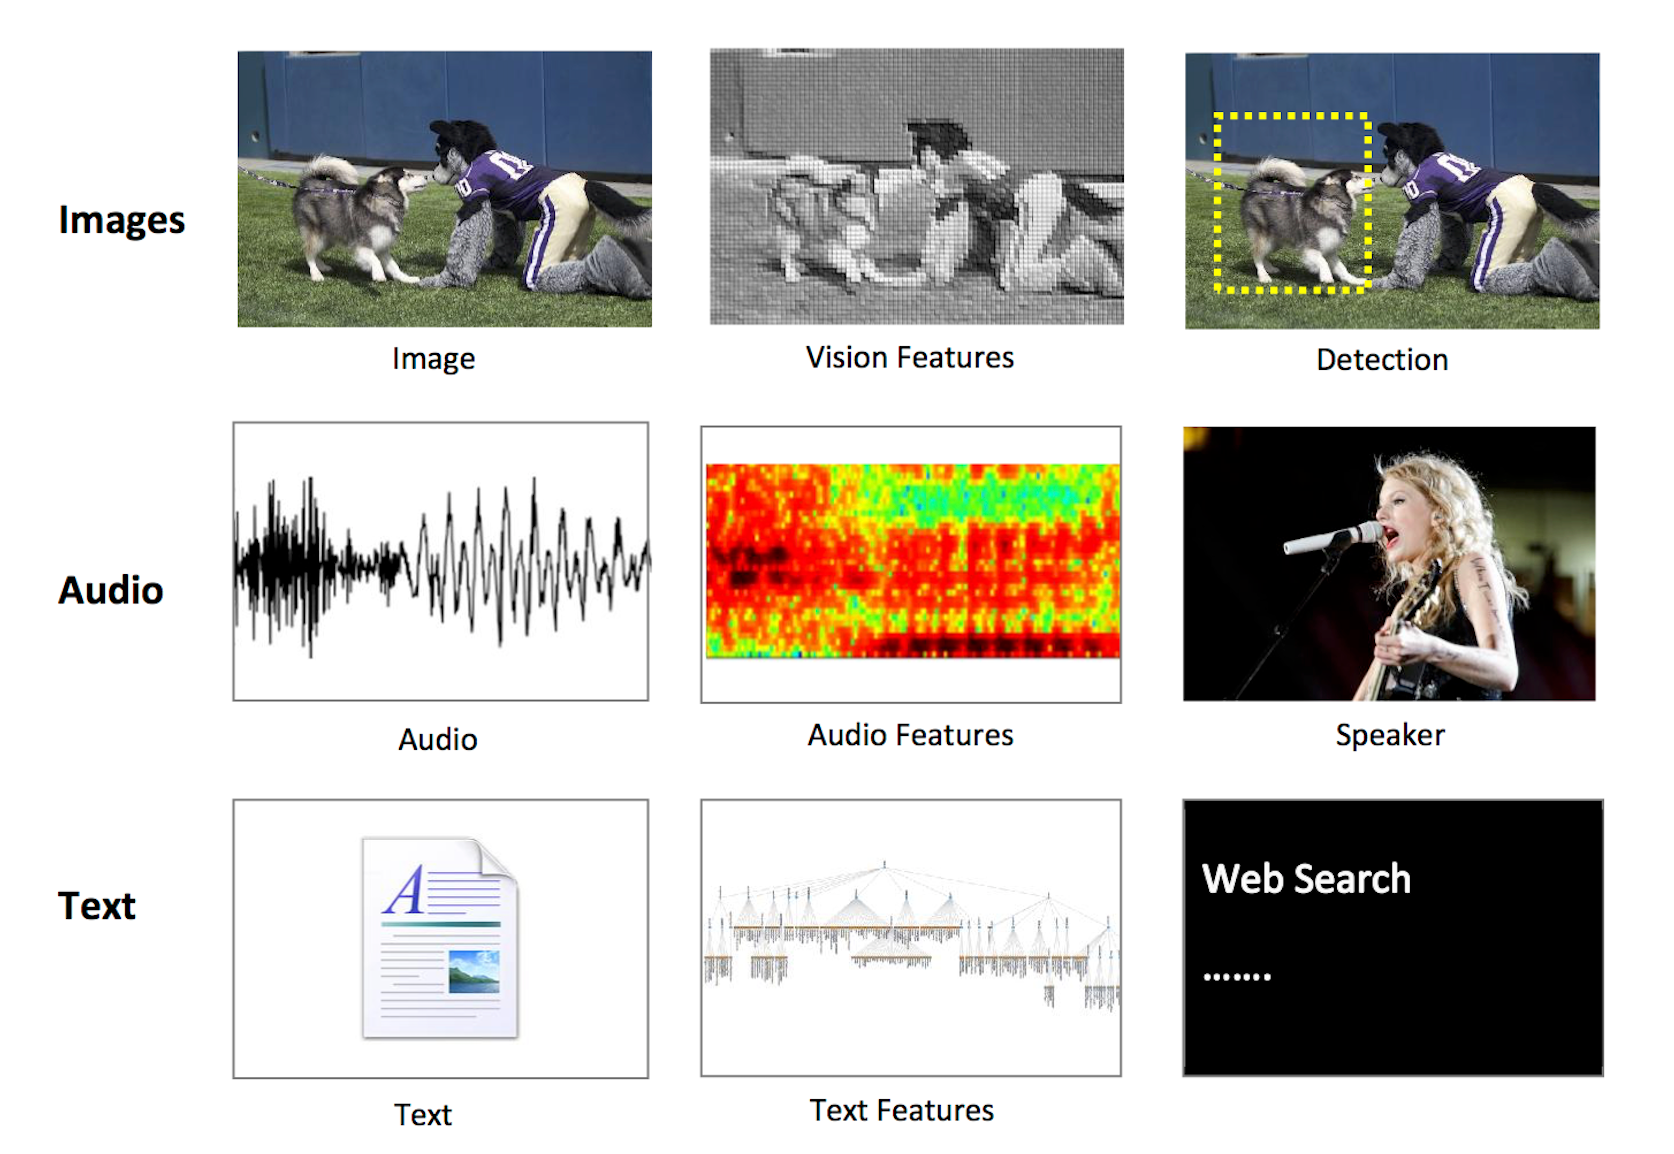 Images
Image
Vision Features
Detection
Audio
Audio
Audio Features
Speaker
Text
A
Web Search
.......
Text
Text Features